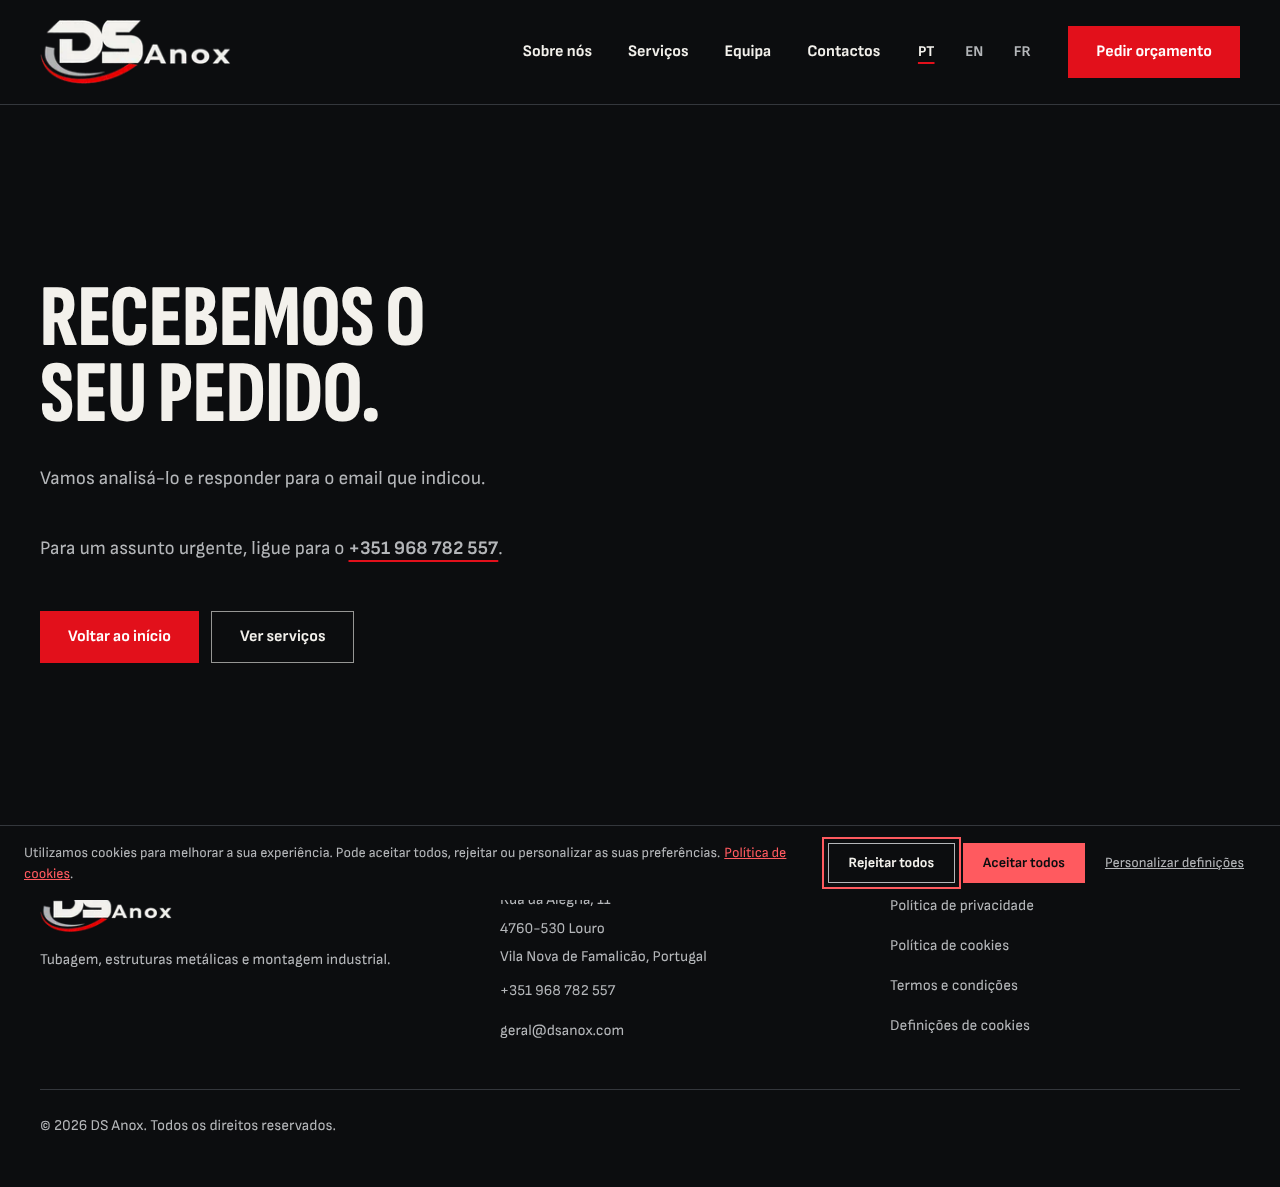 DS Anox
Sobre nós
Serviços
Equipa
Contactos
PT
EN
FR
Pedir orçamento
RECEBEMOS O
SEU PEDIDO.
Vamos analisá-lo e responder para o email que indicou.
Para um assunto urgente, ligue para o +351 968 782 557.
Voltar ao início
Ver serviços
Utilizamos cookies para melhorar a sua experiência. Pode aceitar todos, rejeitar ou personalizar as suas preferências. Política de
cookies.
Rejeitar todos
Aceitar todos
Personalizar definições
DS Anox
Tubagem, estruturas metálicas e montagem industrial.
Rua da Alegria, 11
4760-530 Louro
Vila Nova de Famalicão, Portugal
+351 968 782 557
geral@dsanox.com
Política de privacidade
Política de cookies
Termos e condições
Definições de cookies
© 2026 DS Anox. Todos os direitos reservados.